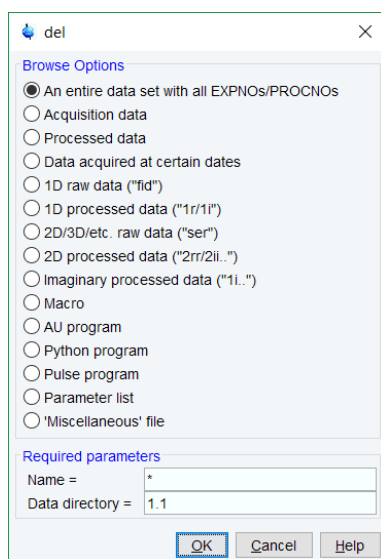 del
Browse Options
An entire data set with all EXPNOs/PROCNOs
Acquisition data
Processed data
Data acquired at certain dates
1D raw data ("fid")
1D processed data ("1r/1i")
2D/3D/etc. raw data ("ser")
2D processed data ("2rr/2ii..")
Imaginary processed data ("1i..")
Macro
AU program
Python program
Pulse program
Parameter list
'Miscellaneous' file
Required parameters
Name = *
Data directory = 1.1
OK Cancel Help